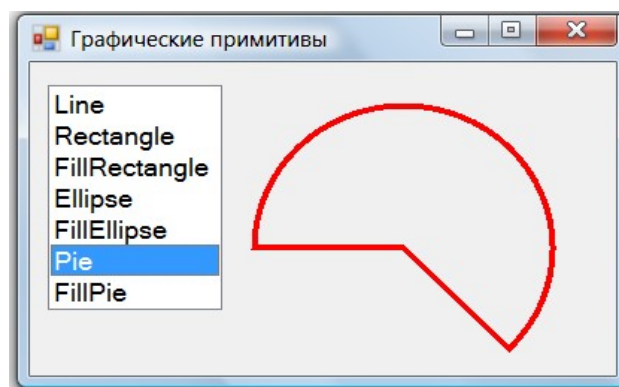 Графические примитивы
Line
Rectangle
FillRectangle
Ellipse
FillEllipse
Pie
FillPie